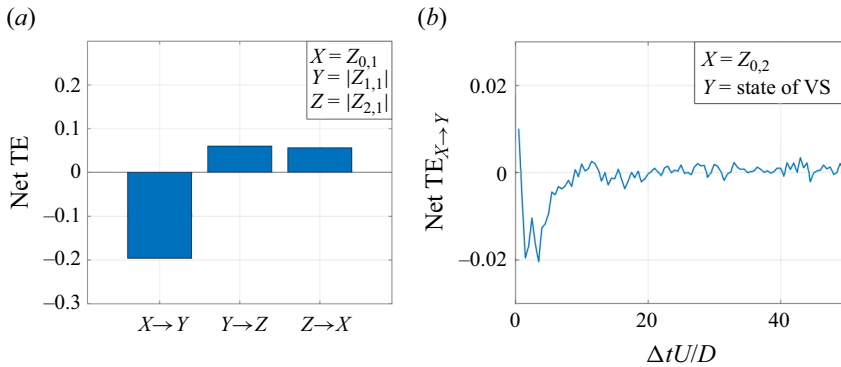 (a)
Net TE
0.2
0.05
0
–0.1
–0.2
–0.3
X = Z0,1
Y = |Z1,1|
Z = |Z2,1|
X→Y
Y→Z
Z→X
(b)
Net TEX→Y
0.02
0
–0.02
X = Z0,2
Y = state of VS
0
20
40
ΔtU/D